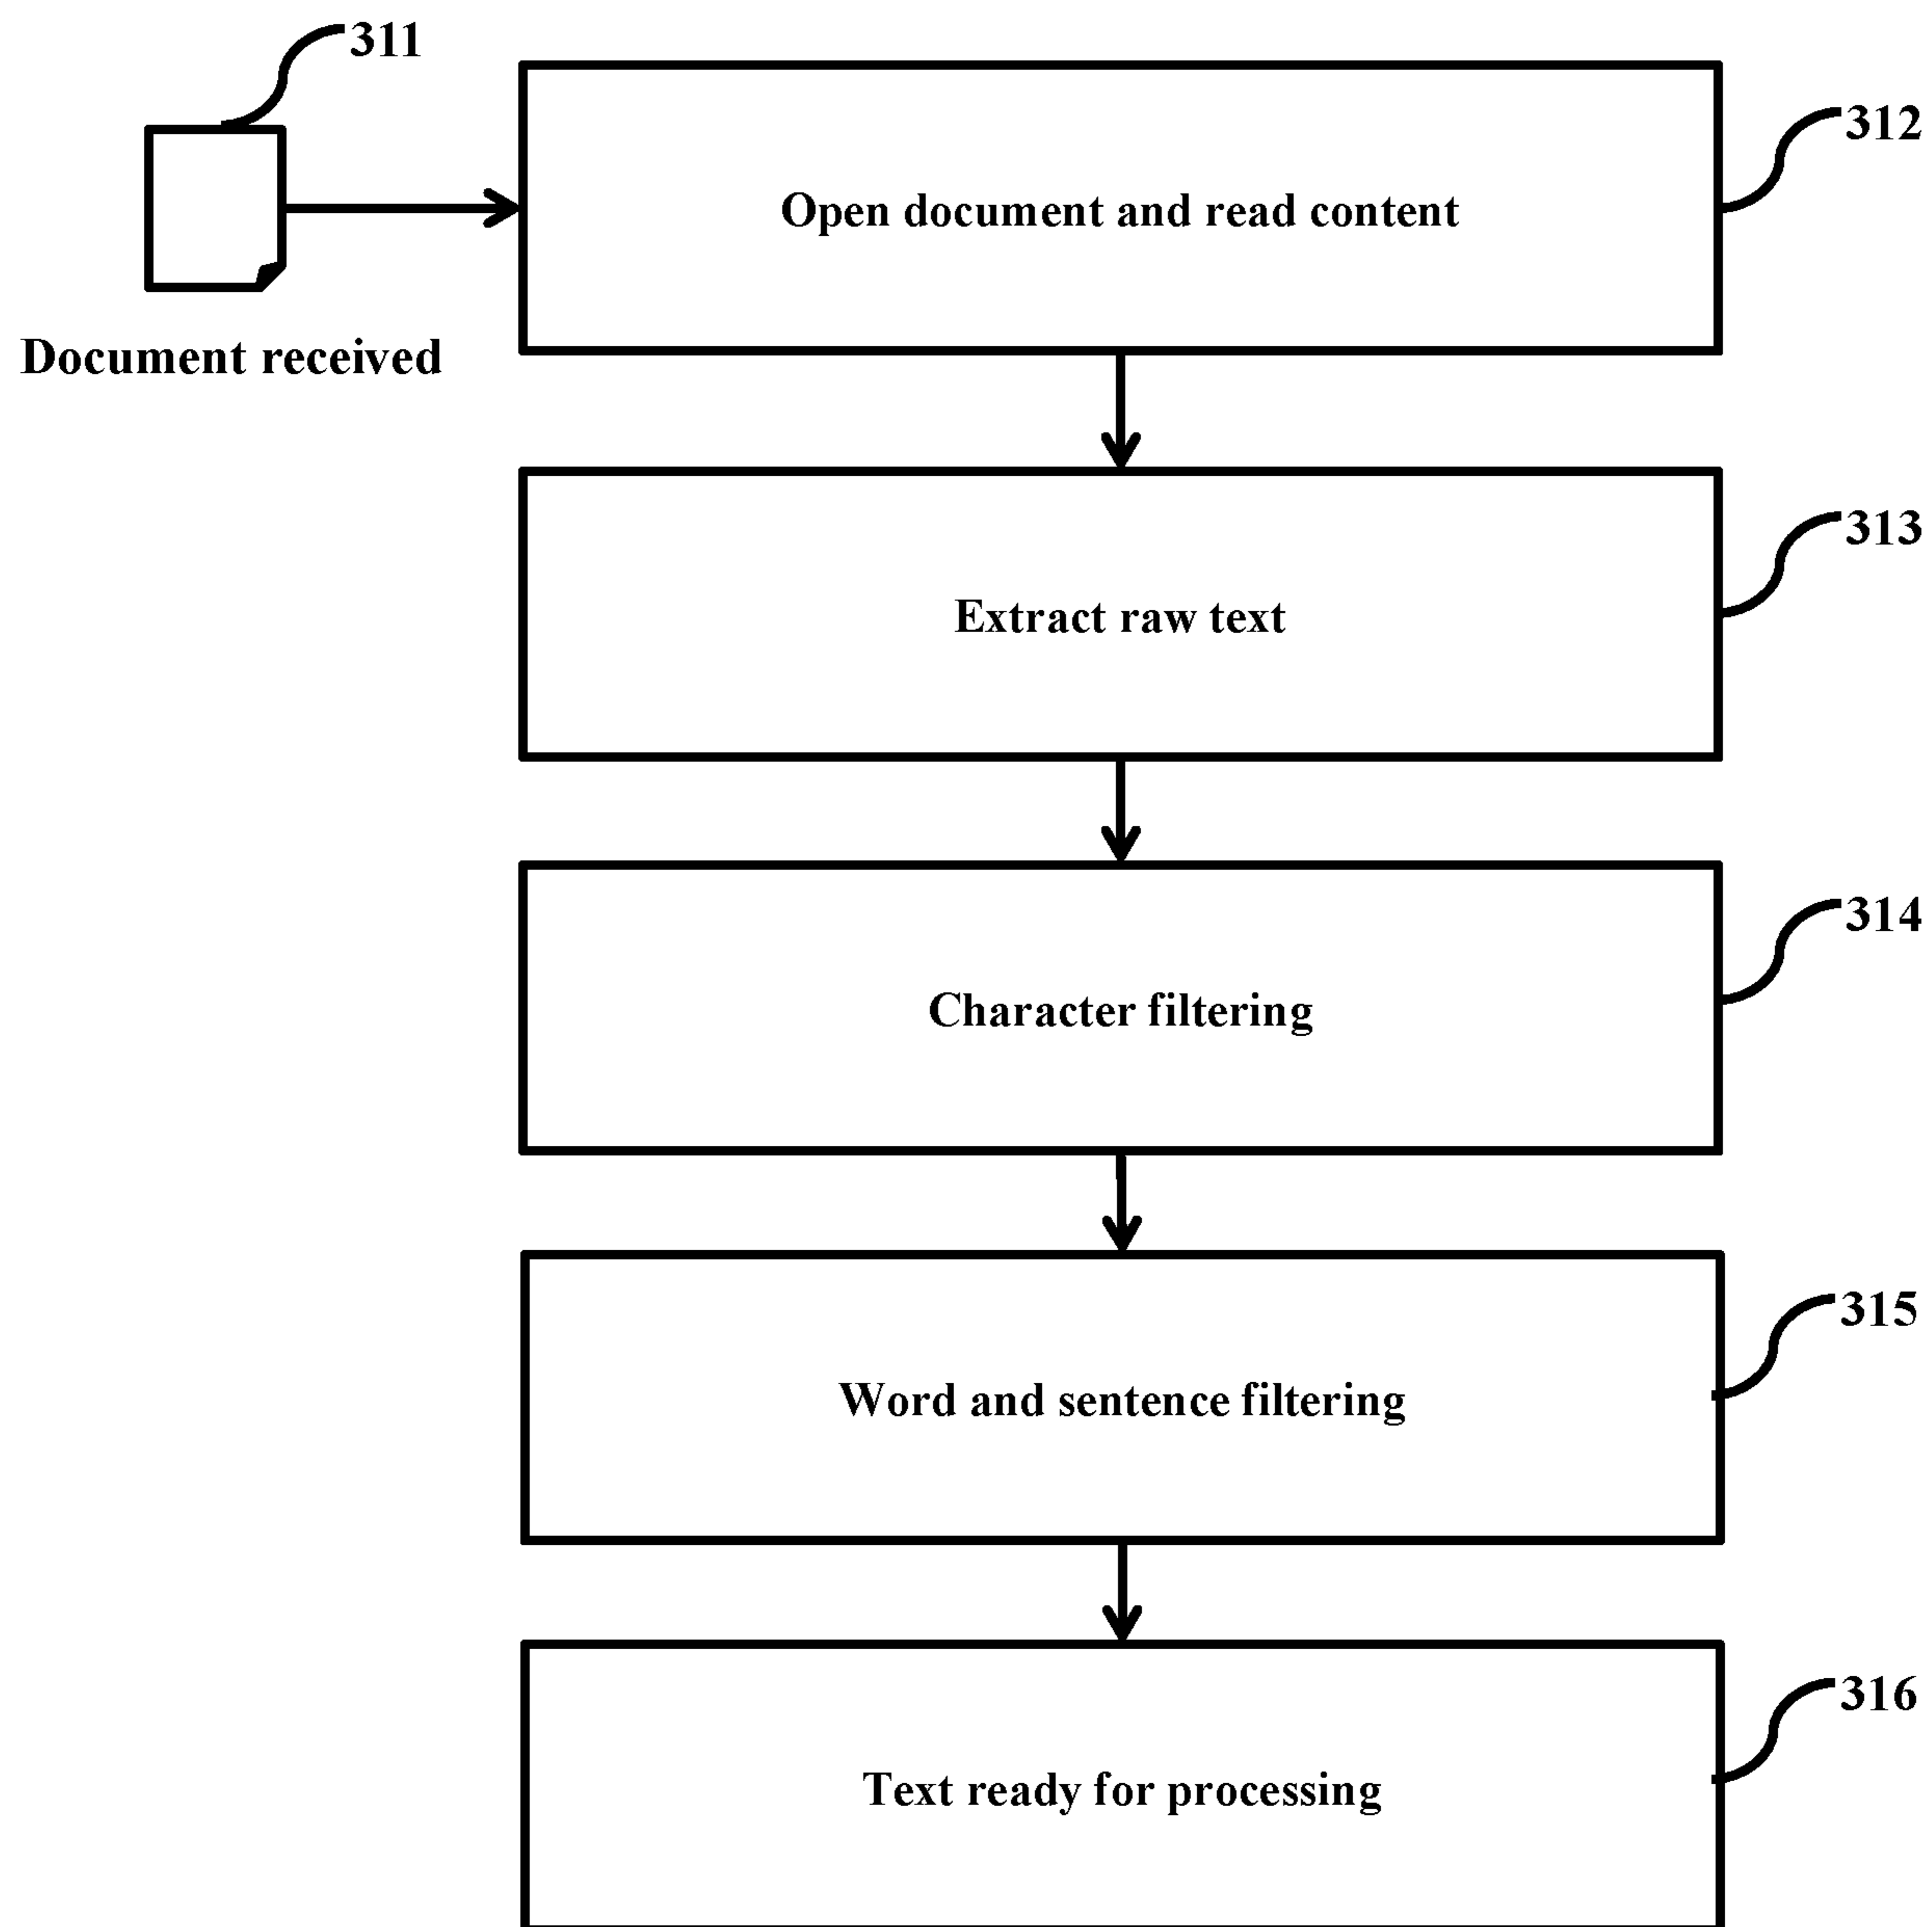 311
312
Open document and read content
Document received
313
Extract raw text
314
Character filtering
315
Word and sentence filtering
316
Text ready for processing